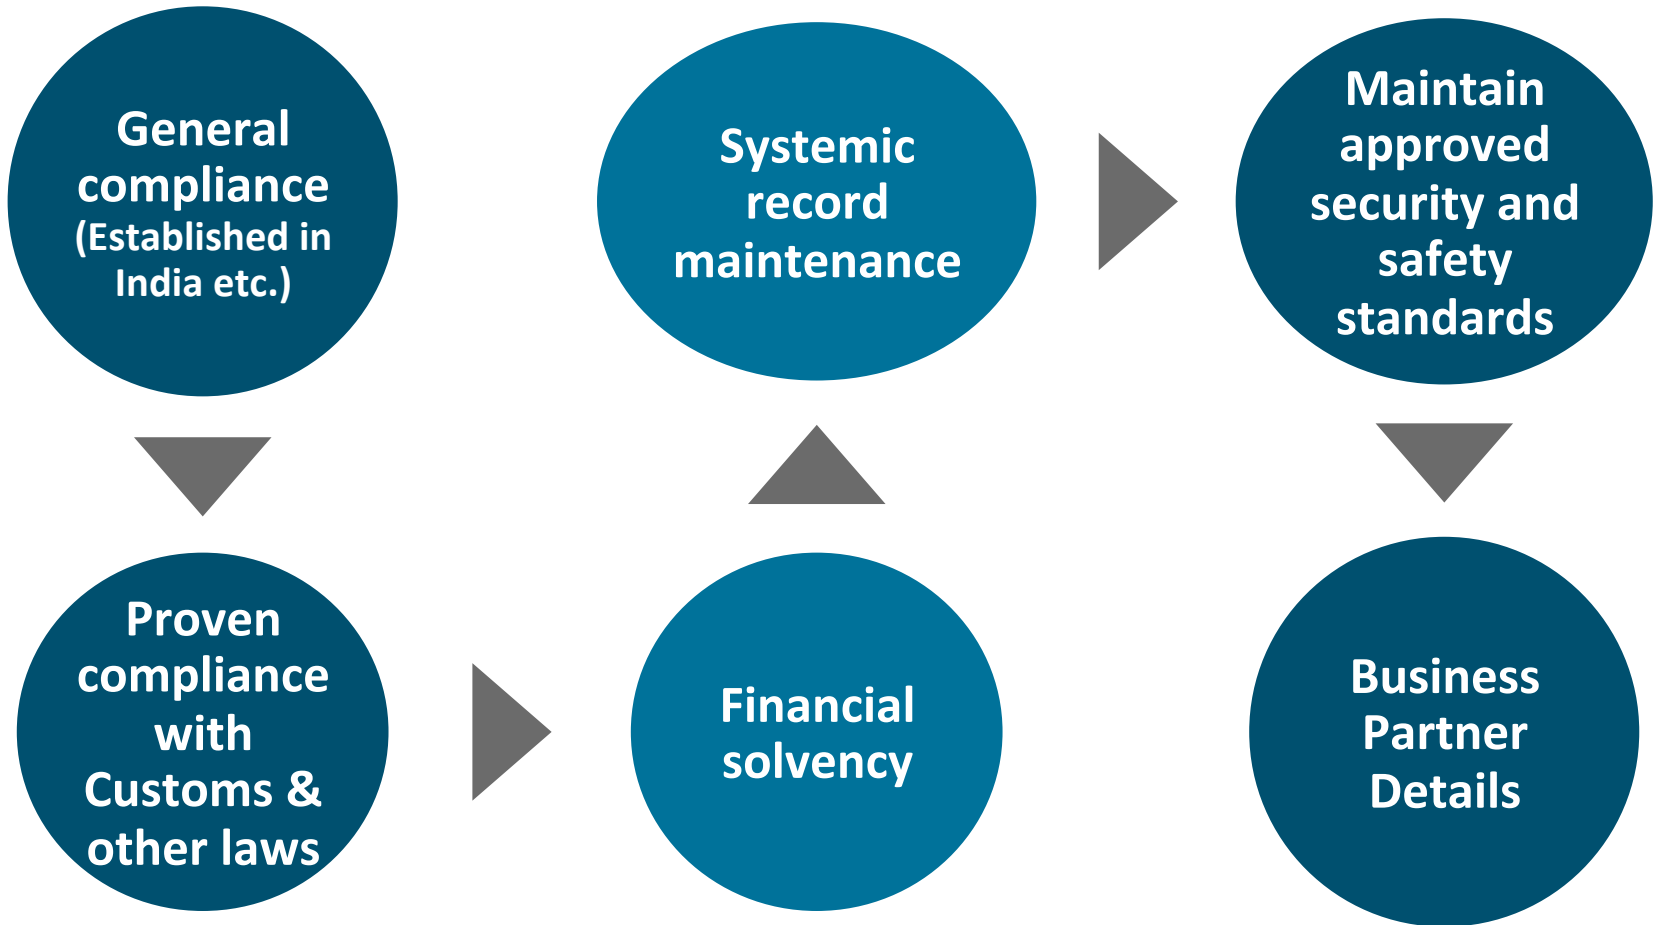 General
compliance
(Established in
India etc.)
Proven
compliance
with
Customs &
other laws
Financial
solvency
Systemic
record
maintenance
Maintain
approved
security and
safety
standards
Business
Partner
Details